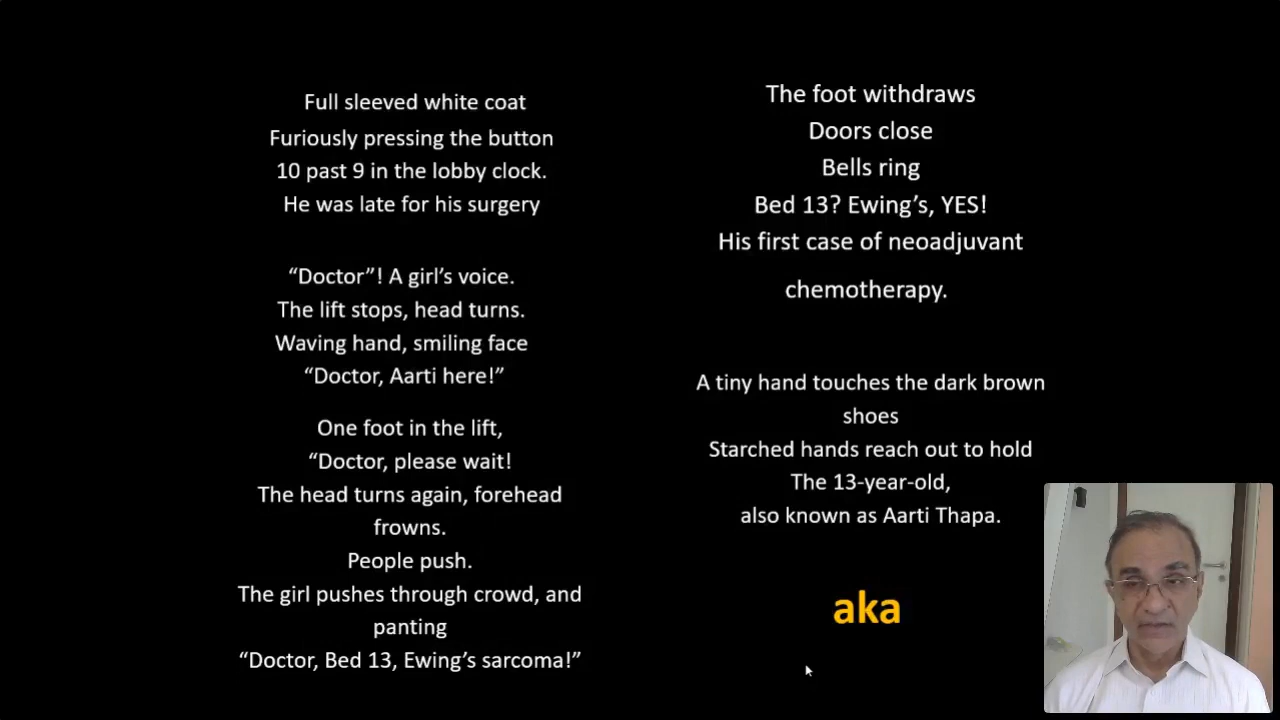 Full sleeved white coat
Furiously pressing the button
10 past 9 in the lobby clock.
He was late for his surgery
“Doctor”! A girl’s voice.
The lift stops, head turns.
Waving hand, smiling face
“Doctor, Aarti here!”
One foot in the lift,
“Doctor, please wait!
The head turns again, forehead
frowns.
People push.
The girl pushes through crowd, and
panting
“Doctor, Bed 13, Ewing’s sarcoma!”
The foot withdraws
Doors close
Bells ring
Bed 13? Ewing’s, YES!
His first case of neoadjuvant
chemotherapy.
A tiny hand touches the dark brown
shoes
Starched hands reach out to hold
The 13-year-old,
also known as Aarti Thapa.
aka